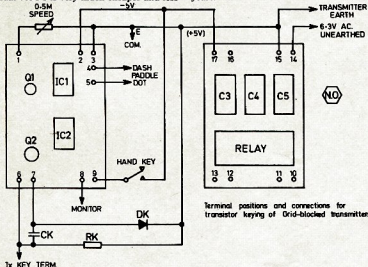 0·5M
SPEED
−5V
(+5V)
E
COM.
TRANSMITTER
EARTH
6·3V AC.
UNEARTHED
1
2
3
4
DASH
PADDLE
5
DOT
Q1
IC1
Q2
IC2
6
7
8
9
HAND KEY
MONITOR
DK
CK
RK
Tx KEY TERM.
17
16
15
14
C3
C4
C5
N.O.
RELAY
13
12
11
10
Terminal positions and connections for
transistor keying of Grid-blocked transmitter